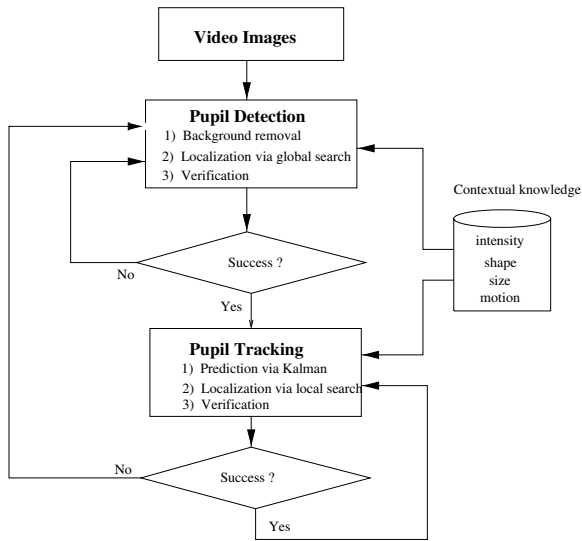 Video Images
Pupil Detection
1) Background removal
2) Localization via global search
3) Verification
Contextual knowledge
intensity
shape
size
motion
Success ?
No
Yes
Pupil Tracking
1) Prediction via Kalman
2) Localization via local search
3) Verification
No
Success ?
Yes